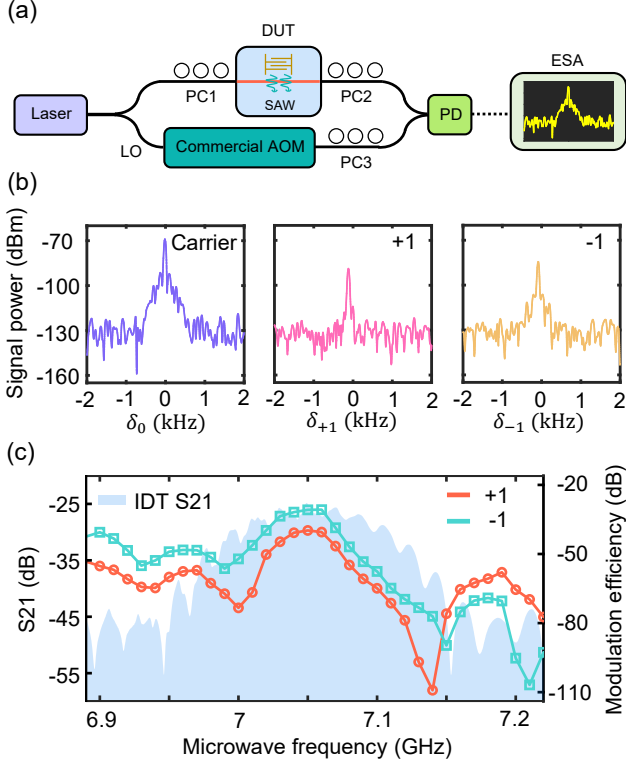 (a)
DUT
ESA
PC1
SAW
PC2
Laser
PD
LO
Commercial AOM
PC3
(b)
Signal power (dBm)
-70
-100
-130
-160
Carrier
+1
-1
-2 -1 0 1 2
-2 -1 0 1 2
-2 -1 0 1 2
δ₀ (kHz)
δ₊₁ (kHz)
δ₋₁ (kHz)
(c)
S21 (dB)
-25
-35
-45
-55
IDT S21
+1
-1
-30
-50
-70
-90
-110
Modulation efficiency (dB)
6.9 7 7.1 7.2
Microwave frequency (GHz)